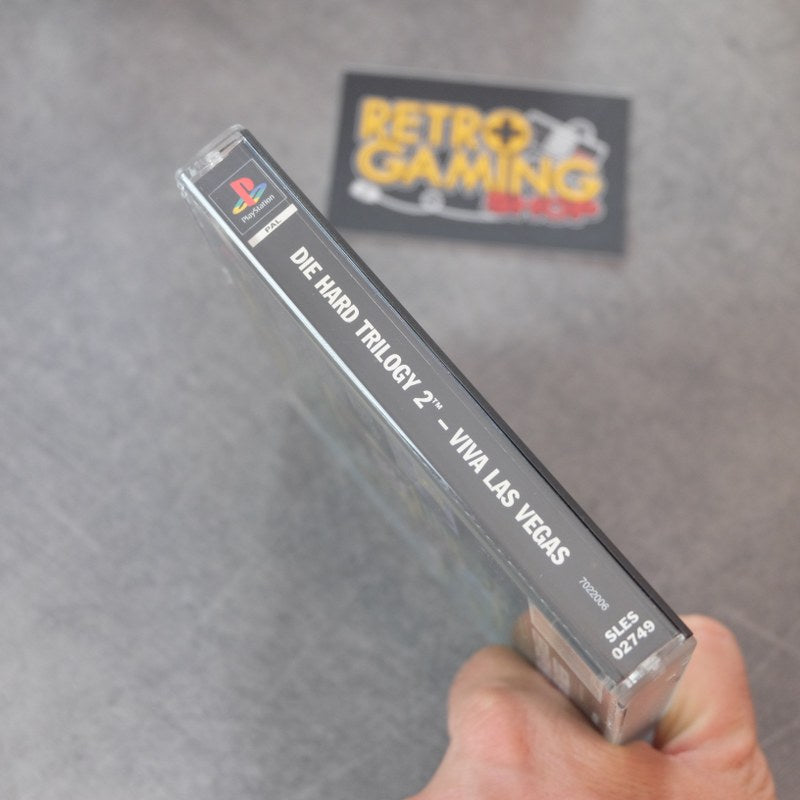 RETRO
GAMING
SHOP
PlayStation
PAL
DIE HARD TRILOGY 2™ – VIVA LAS VEGAS
7022006
SLES
02749